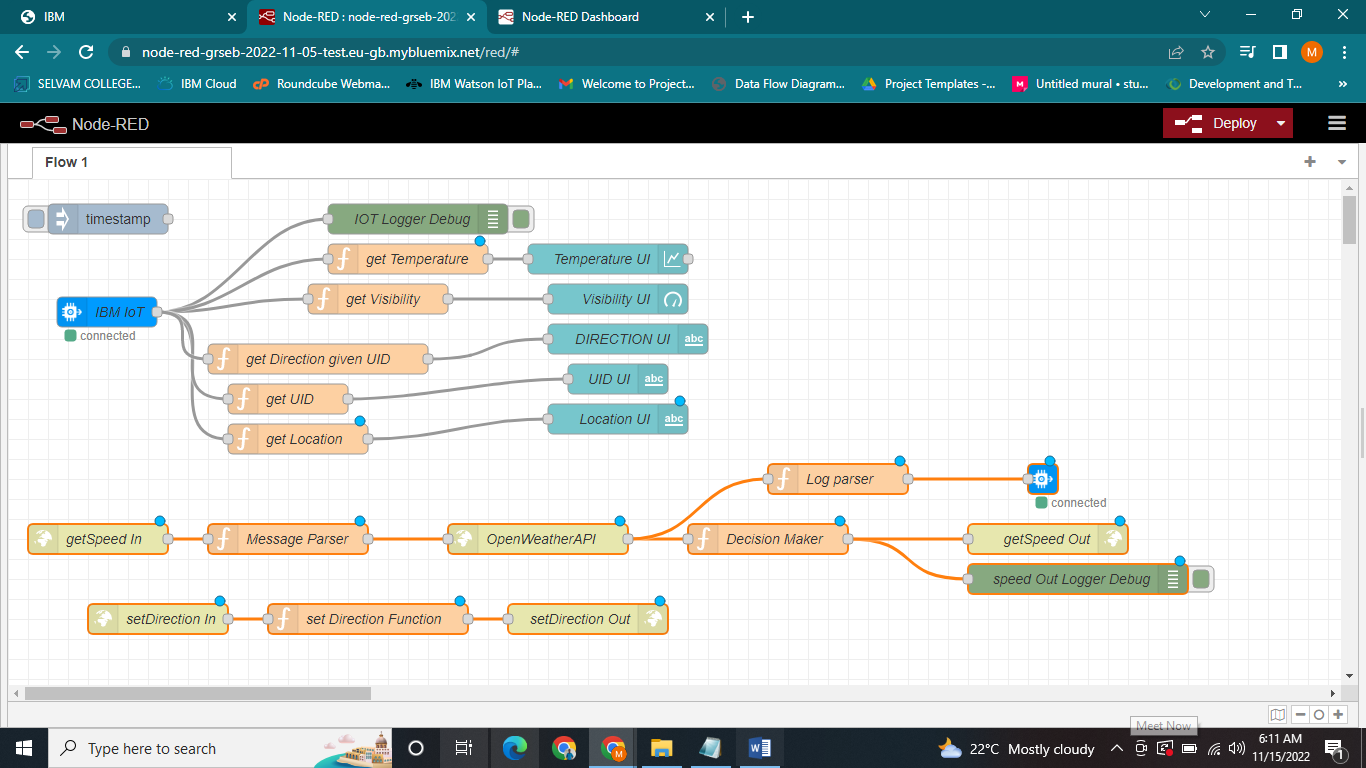 IBM
Node-RED : node-red-grseb-202
Node-RED Dashboard
node-red-grseb-2022-11-05-test.eu-gb.mybluemix.net/red/#
M
SELVAM COLLEGE...
IBM Cloud
Roundcube Webma...
IBM Watson IoT Pla...
Welcome to Project...
Data Flow Diagram...
Project Templates -...
Untitled mural • stu...
Development and T...
»
Node-RED
Deploy
Flow 1
timestamp
IOT Logger Debug
get Temperature
Temperature UI
IBM IoT
connected
get Visibility
Visibility UI
get Direction given UID
DIRECTION UI
abc
get UID
UID UI
abc
get Location
Location UI
abc
Log parser
connected
getSpeed In
Message Parser
OpenWeatherAPI
Decision Maker
getSpeed Out
speed Out Logger Debug
setDirection In
set Direction Function
setDirection Out
Meet Now
Type here to search
M
22°C Mostly cloudy
6:11 AM
11/15/2022
1